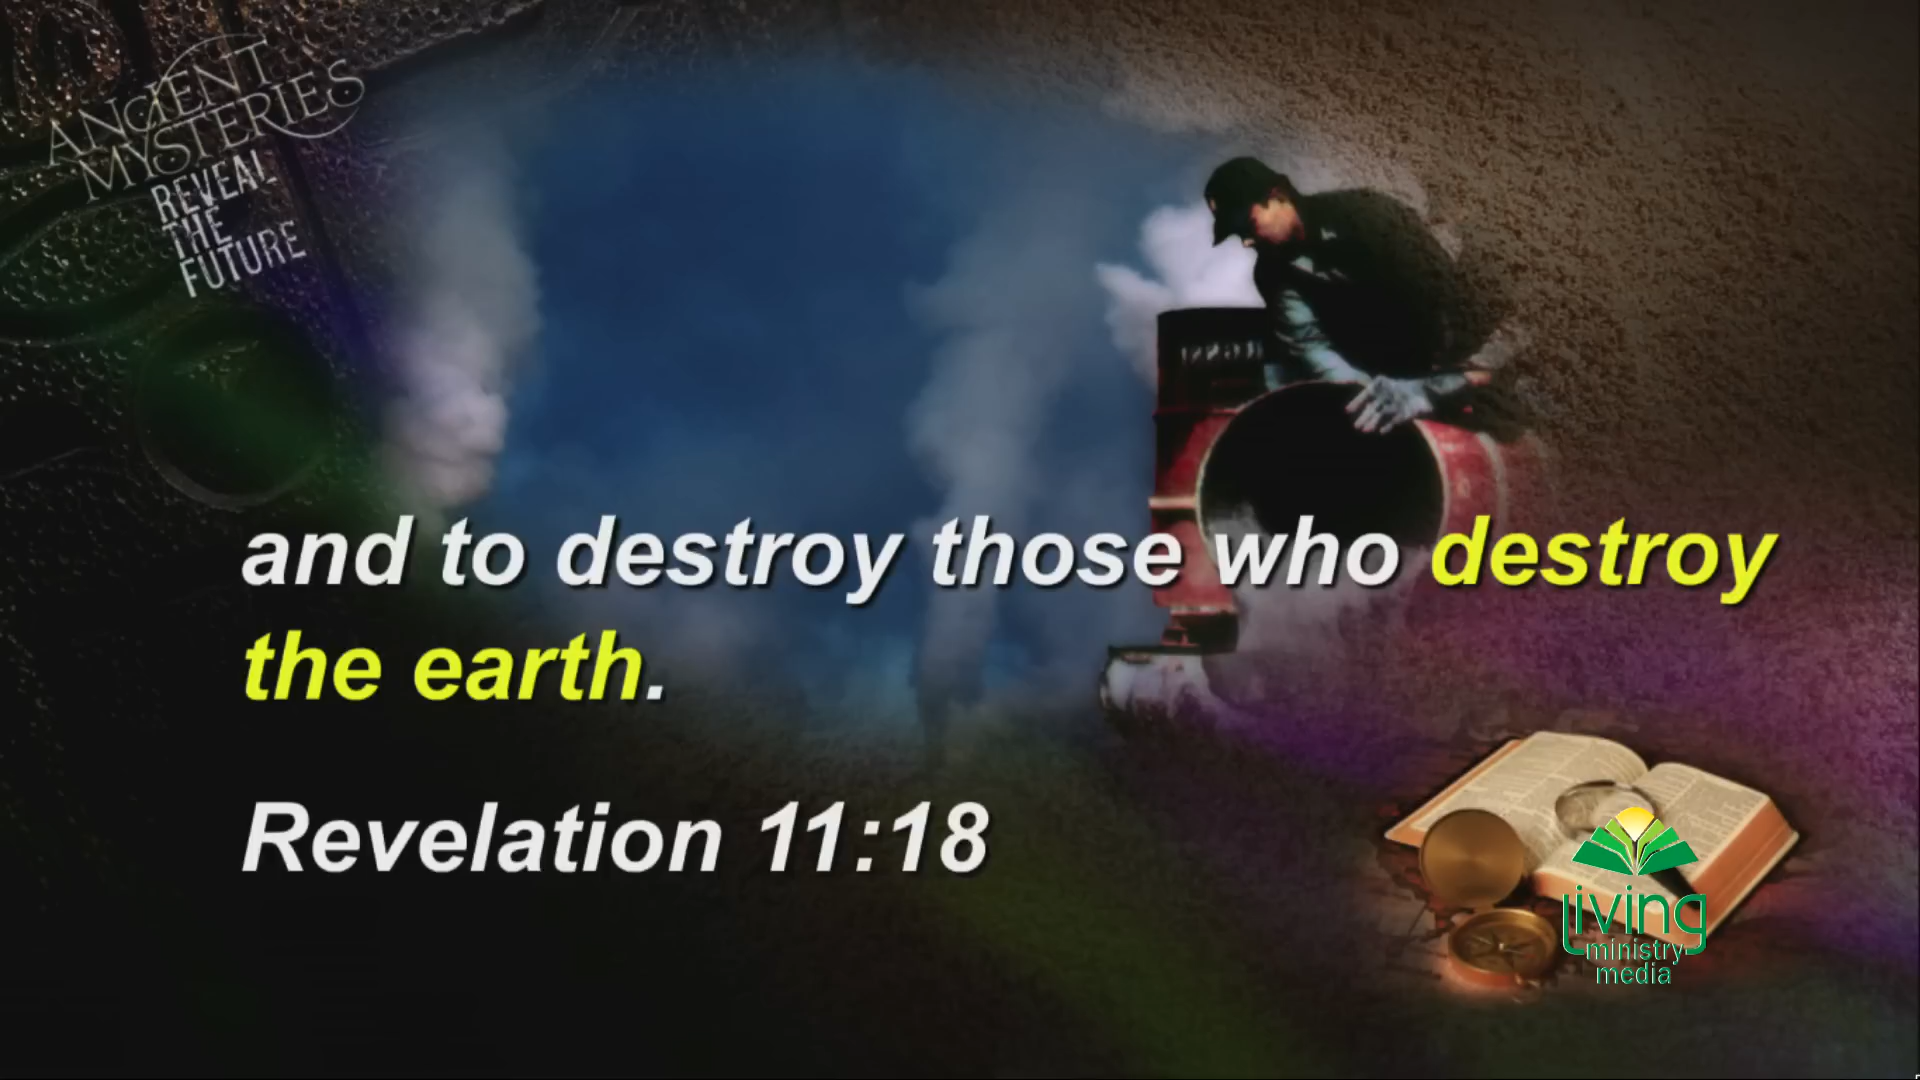 ANCIENT
MYSTERIES
REVEAL
THE
FUTURE
and to destroy those who destroy
the earth.
Revelation 11:18
living
ministry
media